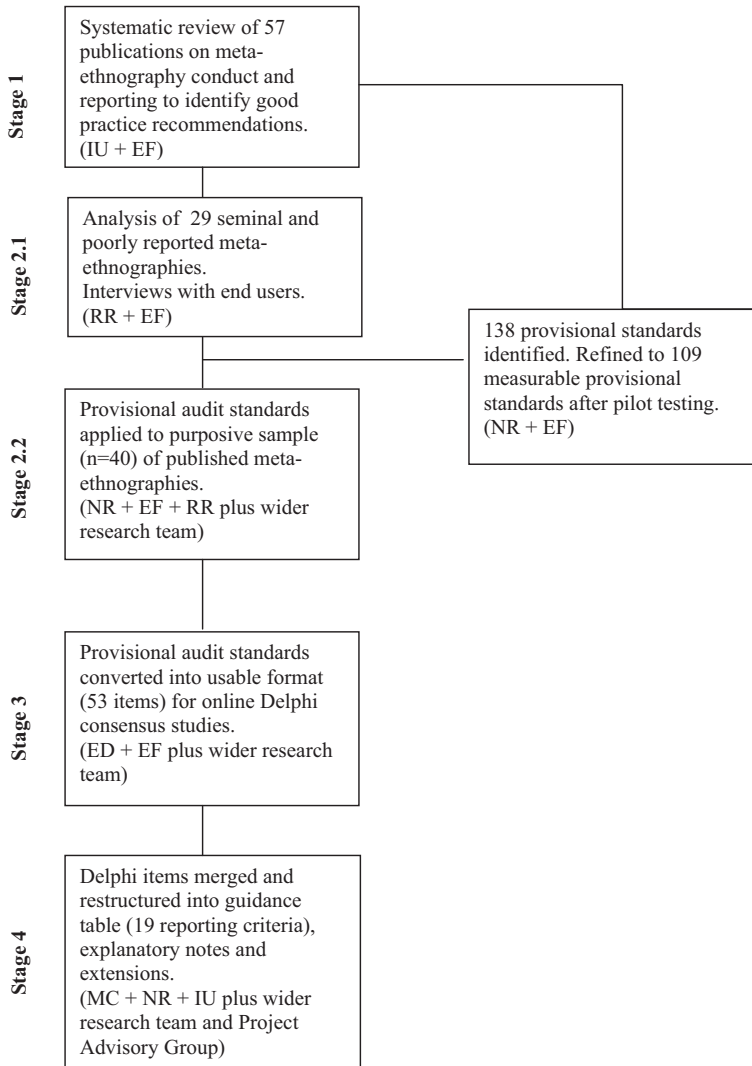 Stage 1
Systematic review of 57
publications on meta-
ethnography conduct and
reporting to identify good
practice recommendations.
(IU + EF)
Stage 2.1
Analysis of 29 seminal and
poorly reported meta-
ethnographies.
Interviews with end users.
(RR + EF)
138 provisional standards
identified. Refined to 109
measurable provisional
standards after pilot testing.
(NR + EF)
Stage 2.2
Provisional audit standards
applied to purposive sample
(n=40) of published meta-
ethnographies.
(NR + EF + RR plus wider
research team)
Stage 3
Provisional audit standards
converted into usable format
(53 items) for online Delphi
consensus studies.
(ED + EF plus wider research
team)
Stage 4
Delphi items merged and
restructured into guidance
table (19 reporting criteria),
explanatory notes and
extensions.
(MC + NR + IU plus wider
research team and Project
Advisory Group)